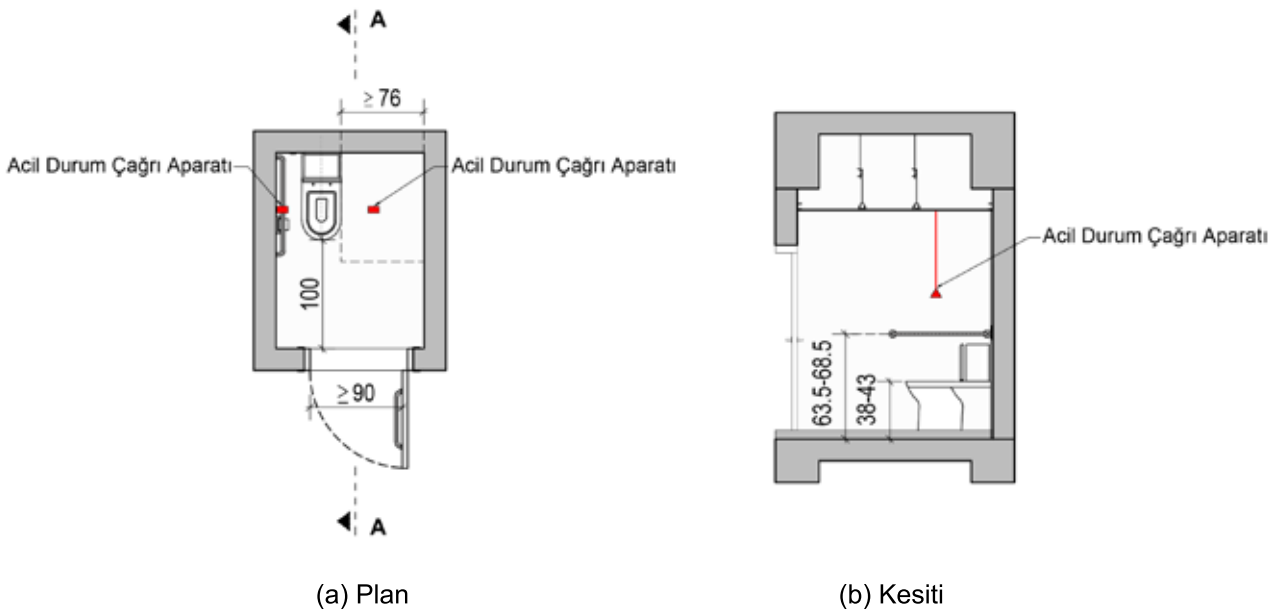 A
≥ 76
Acil Durum Çağrı Aparatı
Acil Durum Çağrı Aparatı
100
≥ 90
A
(a) Plan
Acil Durum Çağrı Aparatı
63.5-68.5
38-43
(b) Kesiti